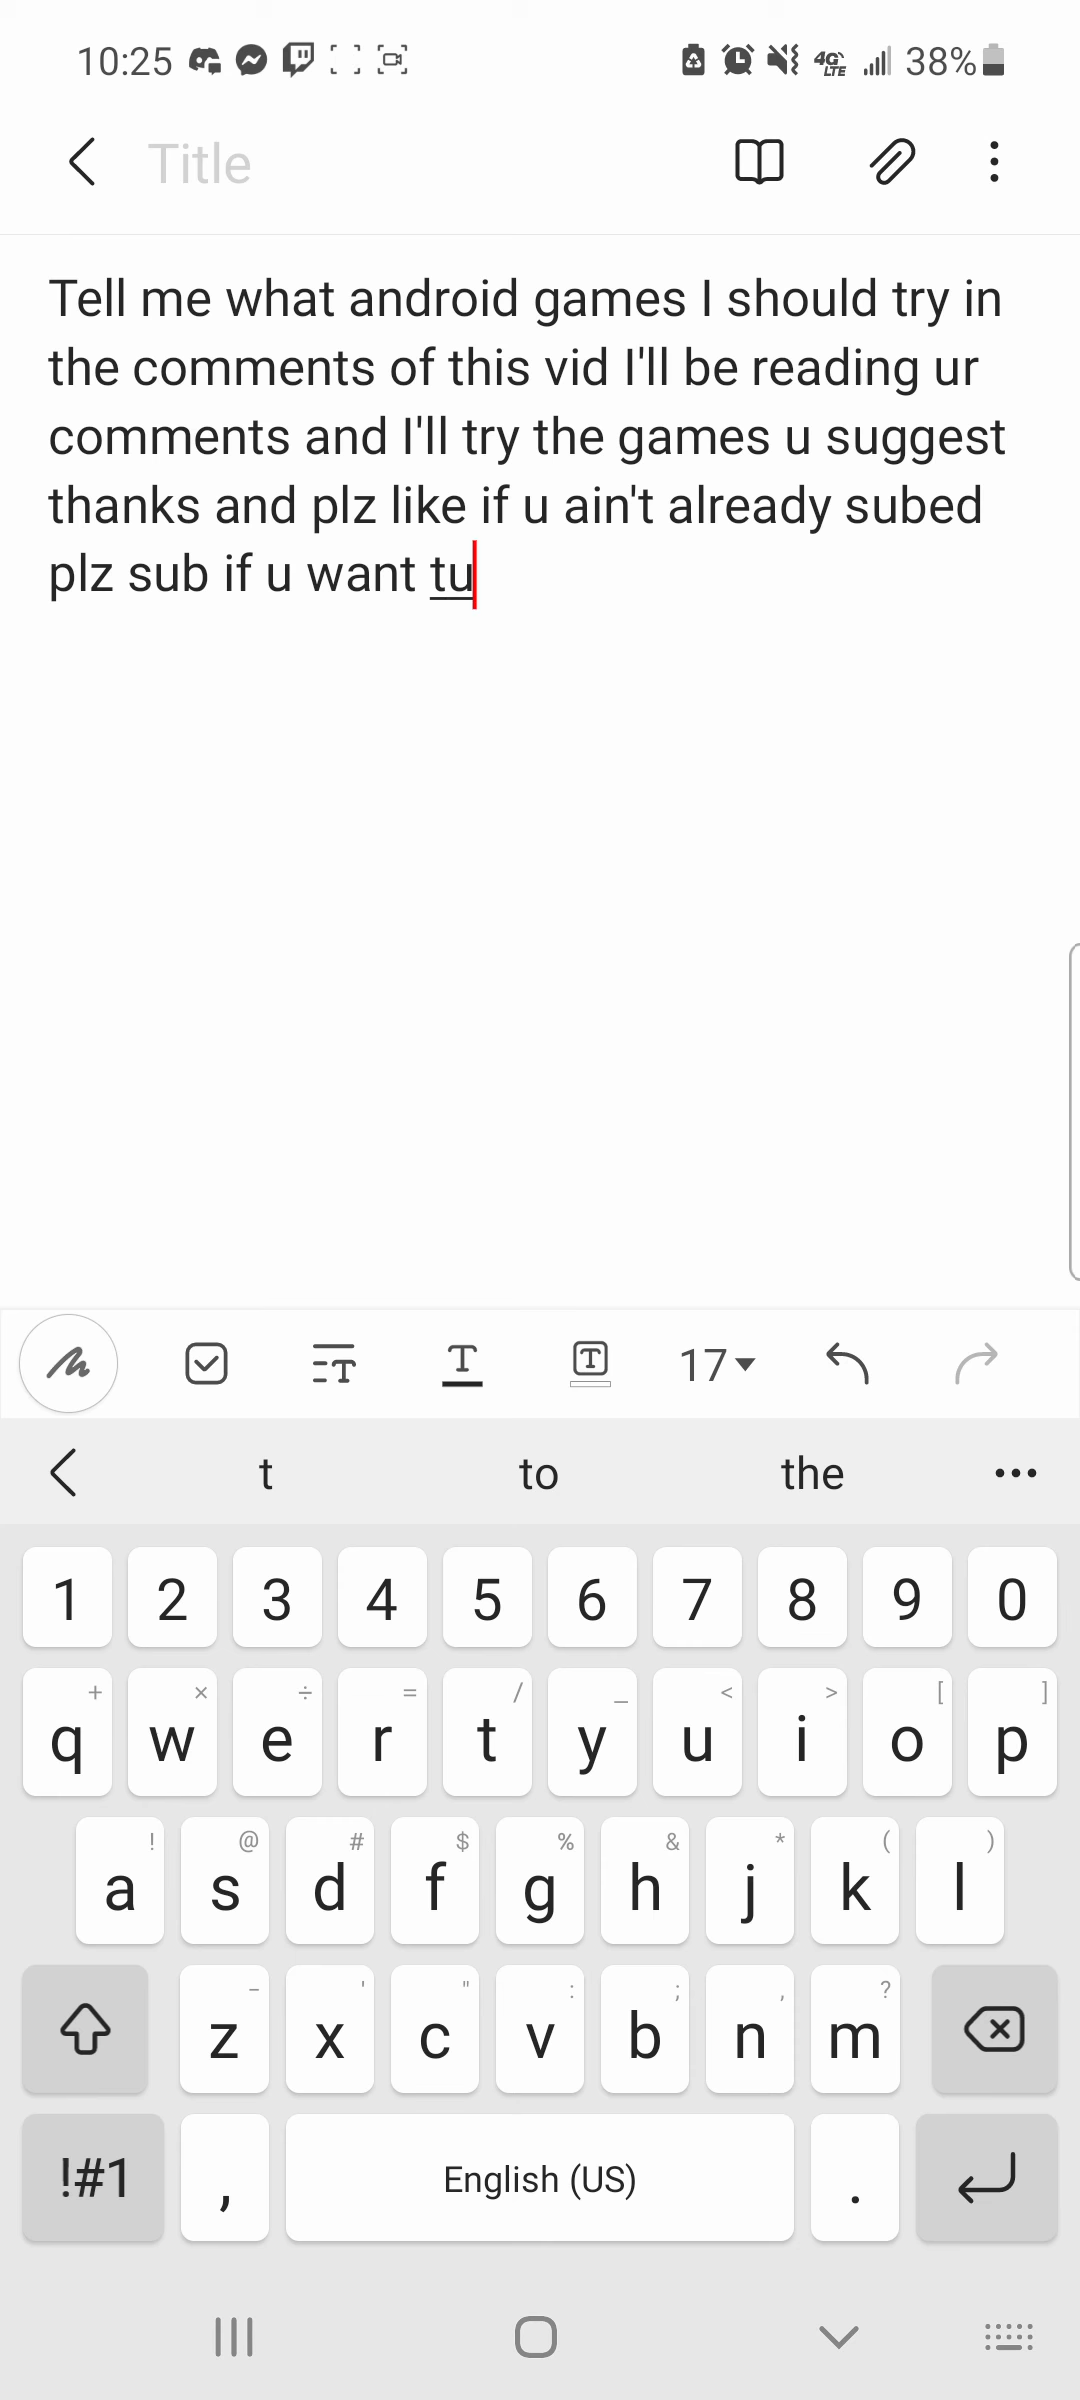 10:25 4G LTE 38%
Title
Tell me what android games I should try in
the comments of this vid I'll be reading ur
comments and I'll try the games u suggest
thanks and plz like if u ain't already subed
plz sub if u want tu
T T T 17
t to the
1 2 3 4 5 6 7 8 9 0
+ × ÷ = / _ < > [ ]
q w e r t y u i o p
! @ # $ % & * ( )
a s d f g h j k l
- ' " : ; , ?
z x c v b n m
!#1 , English (US) .